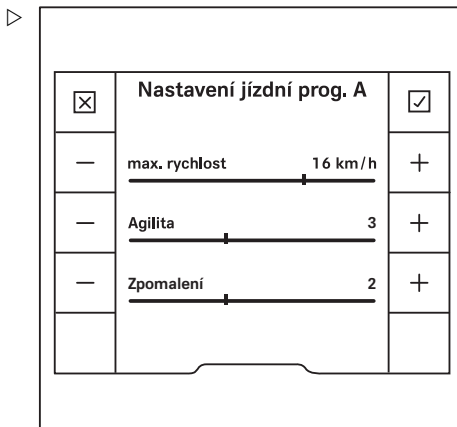 Nastavení jízdní prog. A
− max. rychlost 16 km/h +
− Agilita 3 +
− Zpomalení 2 +